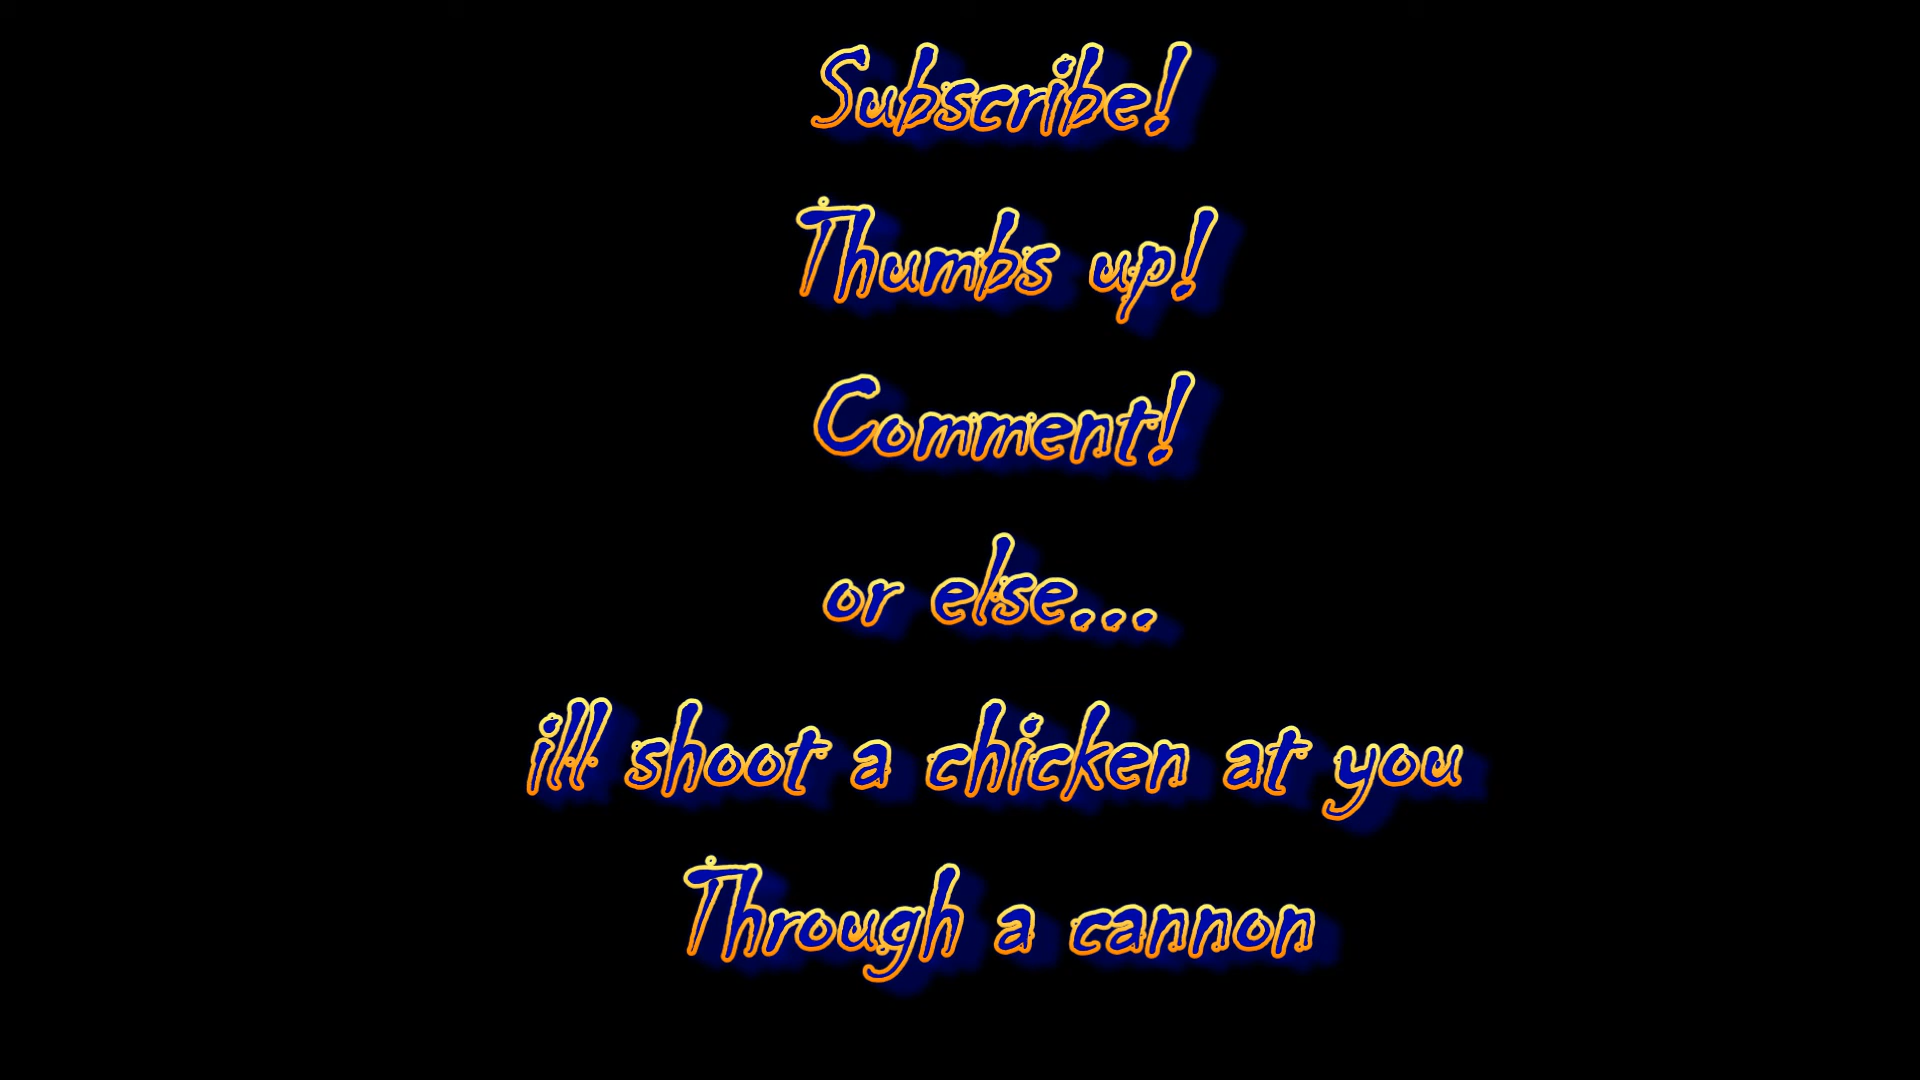 Subscribe!
Thumbs up!
Comment!
or else...
ill shoot a chicken at you
Through a cannon